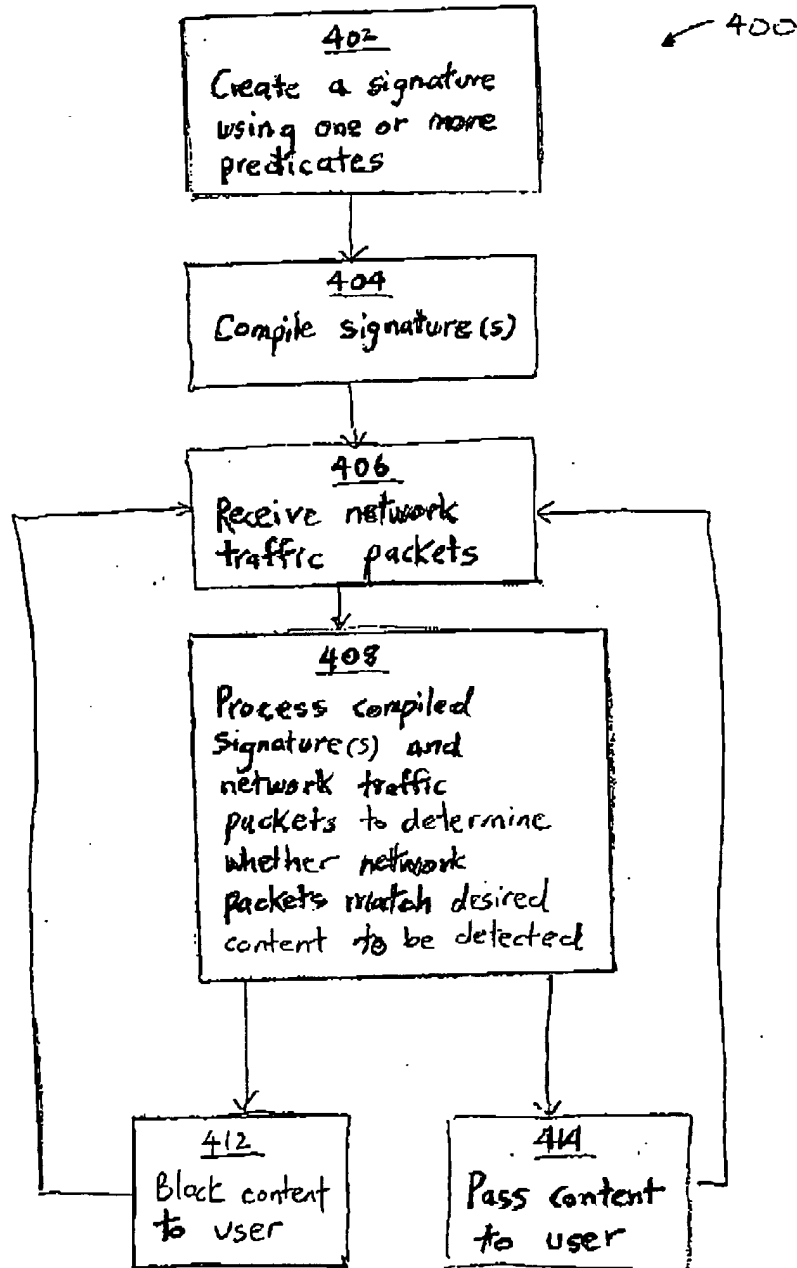 400
402
Create a signature
using one or more
predicates
404
Compile signature(s)
406
Receive network
traffic packets
408
Process compiled
signature(s) and
network traffic
packets to determine
whether network
packets match desired
content to be detected
412
Block content
to user
414
Pass content
to user